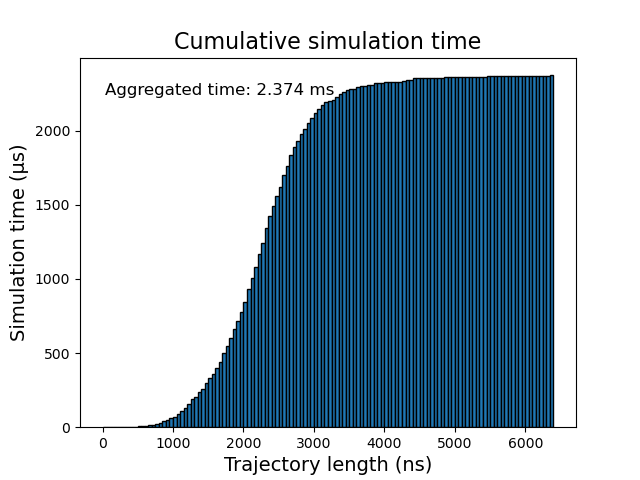 Cumulative simulation time
Aggregated time: 2.374 ms
2000
1500
1000
500
0
Simulation time (µs)
0 1000 2000 3000 4000 5000 6000
Trajectory length (ns)